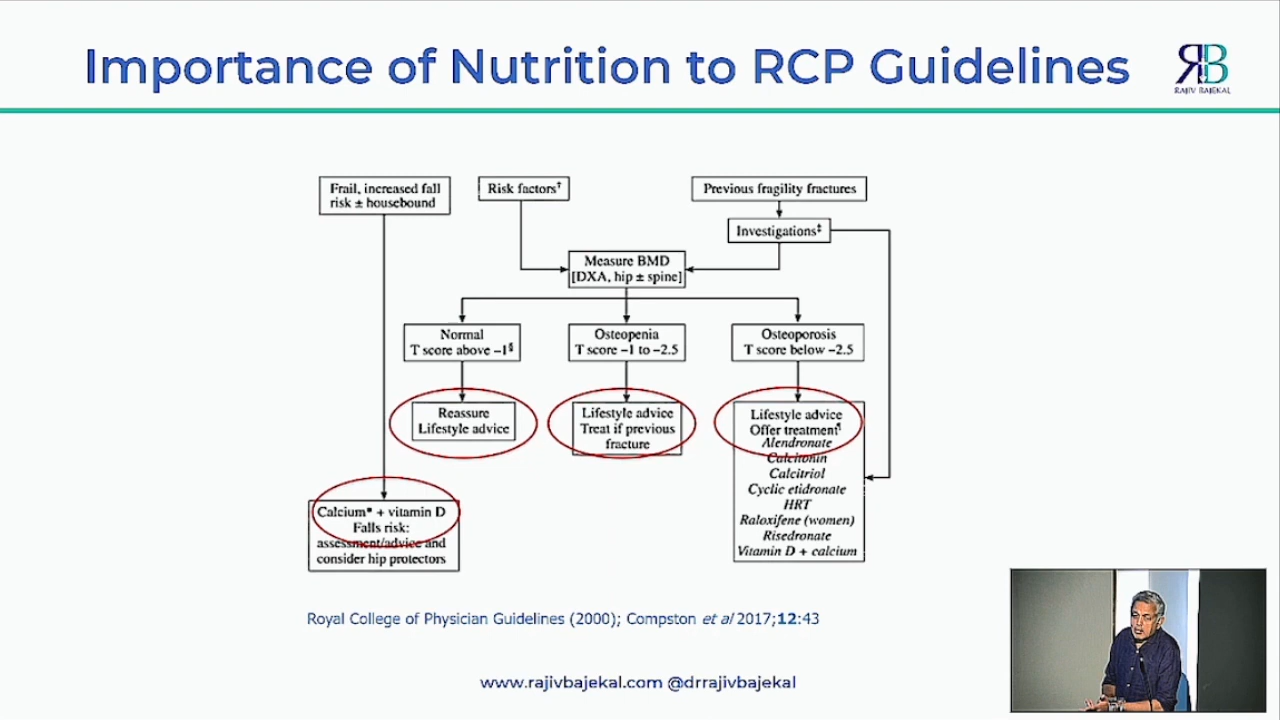 Importance of Nutrition to RCP Guidelines
RB
RAJIV BAJEKAL
Frail, increased fall
risk ± housebound
Risk factors†
Previous fragility fractures
Investigations‡
Measure BMD
[DXA, hip ± spine]
Normal
T score above −1§
Osteopenia
T score −1 to −2.5
Osteoporosis
T score below −2.5
Reassure
Lifestyle advice
Lifestyle advice
Treat if previous
fracture
Lifestyle advice
Offer treatment¶
Alendronate
Calcitonin
Calcitriol
Cyclic etidronate
HRT
Raloxifene (women)
Risedronate
Vitamin D + calcium
Calcium* + vitamin D
Falls risk:
assessment/advice and
consider hip protectors
Royal College of Physician Guidelines (2000); Compston et al 2017;12:43
www.rajivbajekal.com @drrajivbajekal